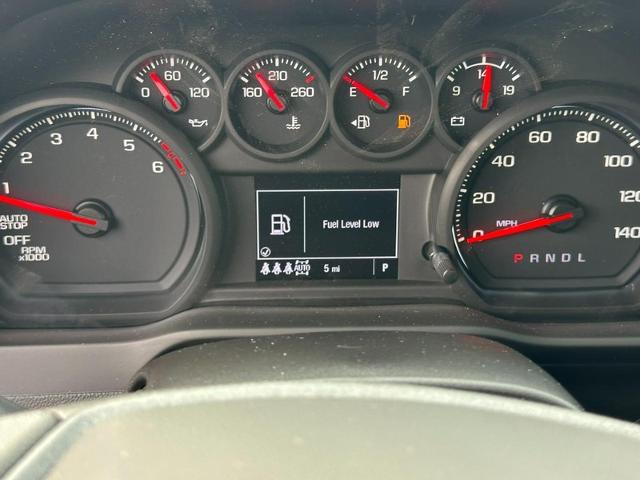 0 60 120
160 210 260
E 1/2 F
9 14 19
1 2 3 4 5 6
AUTO
STOP
OFF
RPM
x1000
Fuel Level Low
AUTO 5 mi P
0 20 40 60 80 100 120 140
MPH
P R N D L